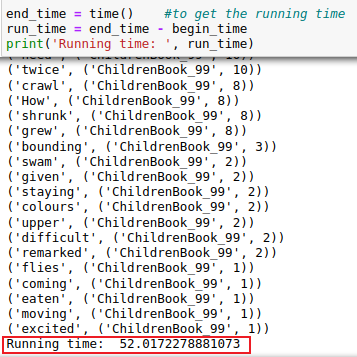 end_time = time()    #to get the running time
run_time = end_time - begin_time
print('Running time: ', run_time)
('twice', ('ChildrenBook_99', 10))
('crawl', ('ChildrenBook_99', 8))
('How', ('ChildrenBook_99', 8))
('shrunk', ('ChildrenBook_99', 8))
('grew', ('ChildrenBook_99', 8))
('bounding', ('ChildrenBook_99', 3))
('swam', ('ChildrenBook_99', 2))
('given', ('ChildrenBook_99', 2))
('staying', ('ChildrenBook_99', 2))
('colours', ('ChildrenBook_99', 2))
('upper', ('ChildrenBook_99', 2))
('difficult', ('ChildrenBook_99', 2))
('remarked', ('ChildrenBook_99', 2))
('flies', ('ChildrenBook_99', 1))
('coming', ('ChildrenBook_99', 1))
('eaten', ('ChildrenBook_99', 1))
('moving', ('ChildrenBook_99', 1))
('excited', ('ChildrenBook_99', 1))
Running time:  52.0172278881073